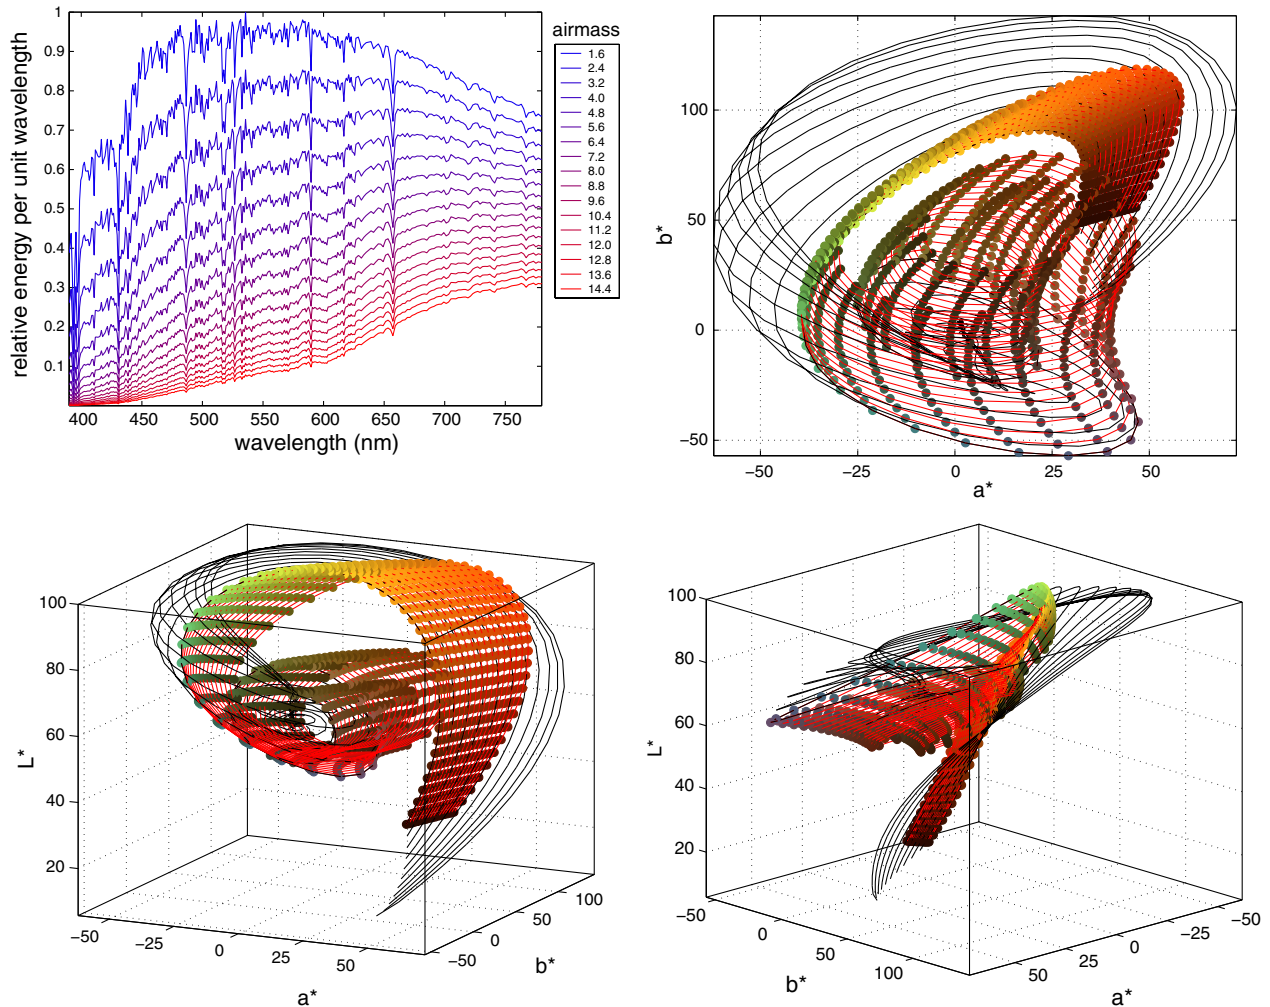 relative energy per unit wavelength
1
0.9
0.8
0.7
0.6
0.5
0.4
0.3
0.2
0.1
400 450 500 550 600 650 700 750
wavelength (nm)
airmass
1.6
2.4
3.2
4.0
4.8
5.6
6.4
7.2
8.0
8.8
9.6
10.4
11.2
12.0
12.8
13.6
14.4
b*
100
50
0
−50
−50 −25 0 25 50
a*
L*
100
80
60
40
20
−50 −25 0 25 50
a*
−50 0 50 100
b*
L*
100
80
60
40
20
−50 0 50 100
b*
50 25 0 −25 −50
a*